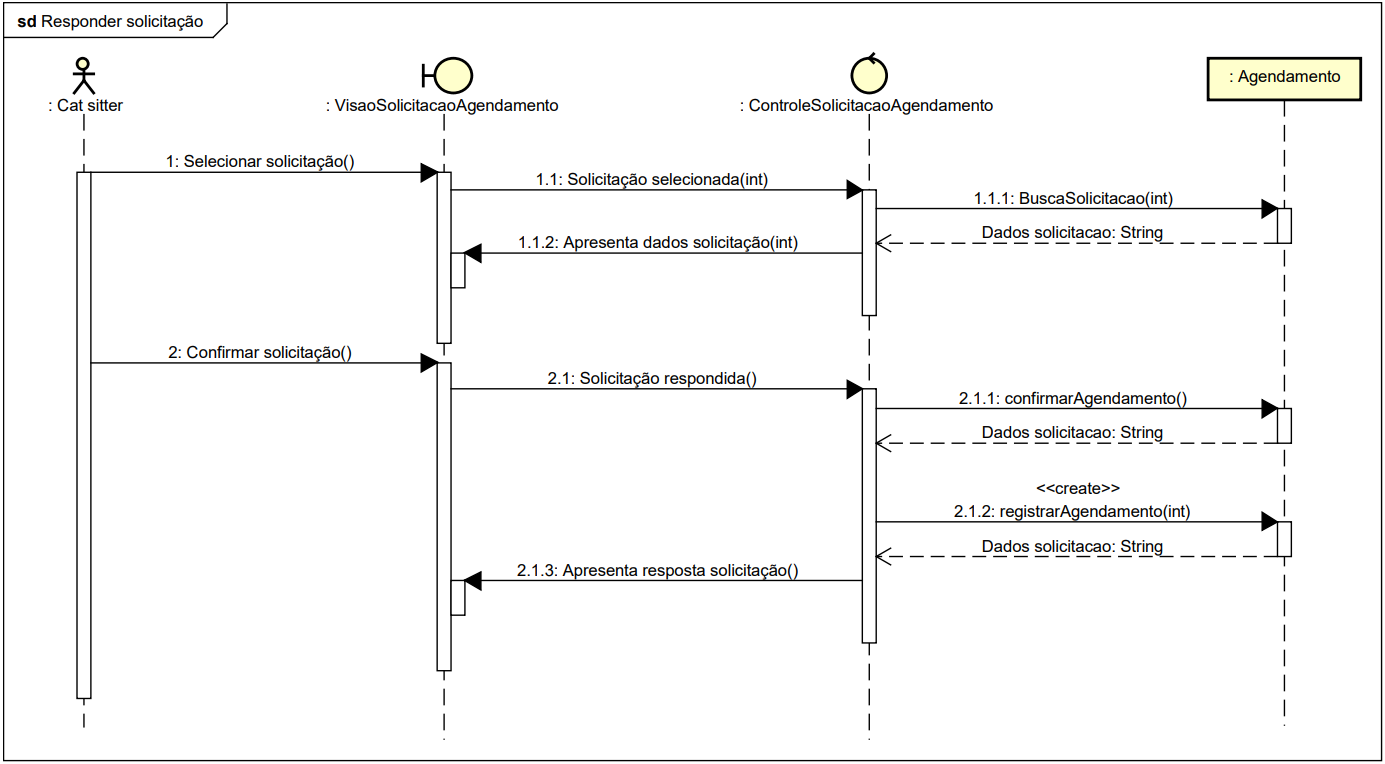 sd Responder solicitação
: Cat sitter
: VisaoSolicitacaoAgendamento
: ControleSolicitacaoAgendamento
: Agendamento
1: Selecionar solicitação()
1.1: Solicitação selecionada(int)
1.1.1: BuscaSolicitacao(int)
Dados solicitacao: String
1.1.2: Apresenta dados solicitação(int)
2: Confirmar solicitação()
2.1: Solicitação respondida()
2.1.1: confirmarAgendamento()
Dados solicitacao: String
<<create>>
2.1.2: registrarAgendamento(int)
Dados solicitacao: String
2.1.3: Apresenta resposta solicitação()